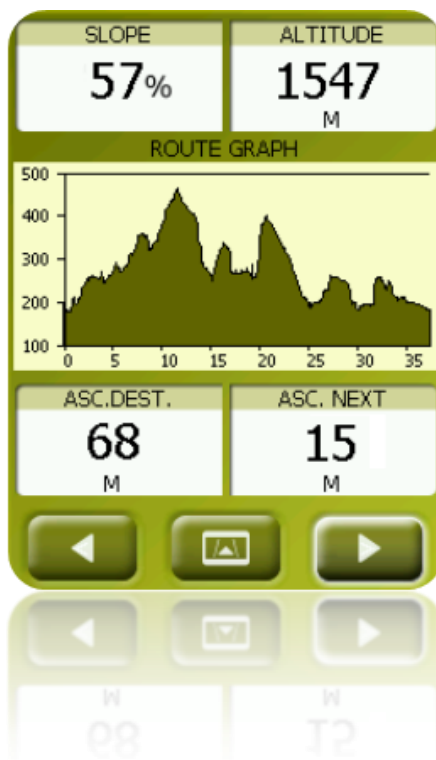 SLOPE ALTITUDE
57% 1547
M
ROUTE GRAPH
500
400
300
200
100
0 5 10 15 20 25 30 35
ASC.DEST. ASC. NEXT
68 15
M M